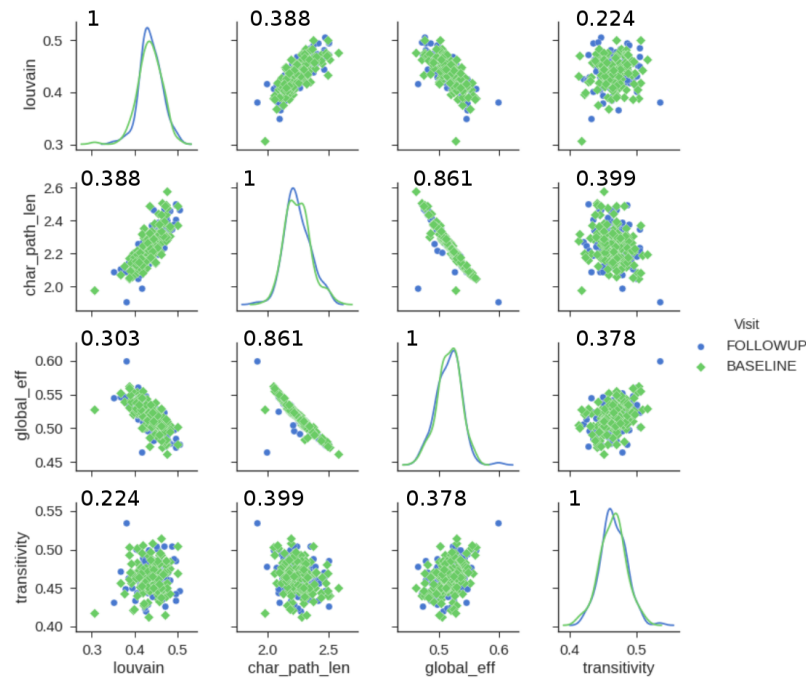 1 0.388 0.224
louvain 0.5 0.4 0.3
0.388 1 0.861 0.399
char_path_len 2.6 2.4 2.2 2.0
0.303 0.861 1 0.378
global_eff 0.60 0.55 0.50 0.45
Visit
FOLLOWUP
BASELINE
0.224 0.399 0.378 1
transitivity 0.55 0.50 0.45 0.40
0.3 0.4 0.5 2.0 2.5 0.5 0.6 0.4 0.5
louvain char_path_len global_eff transitivity